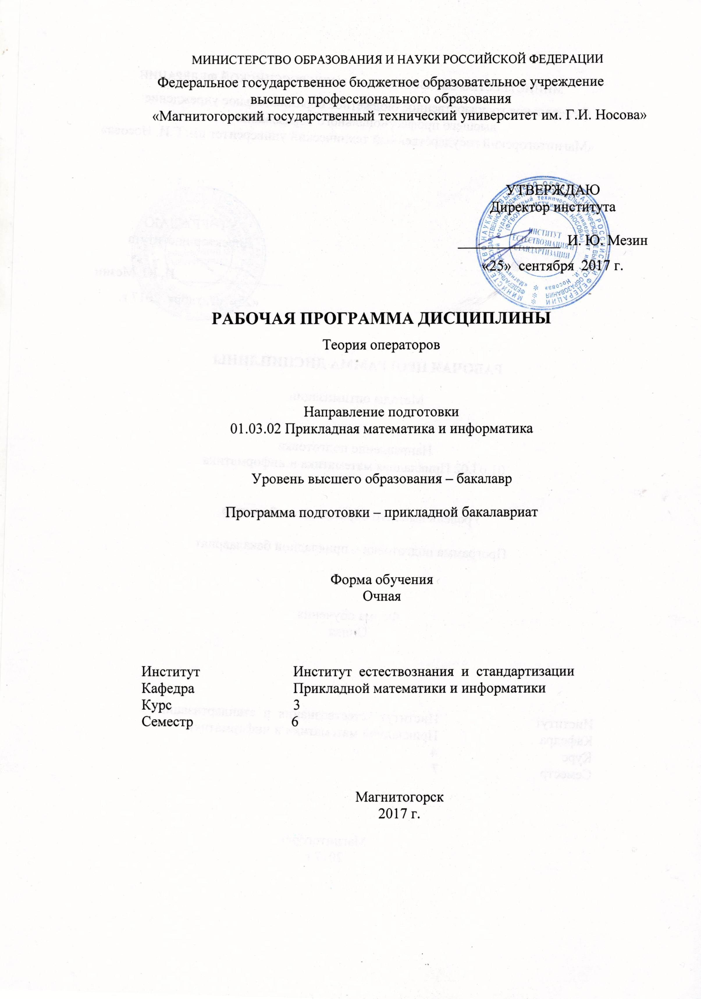 МИНИСТЕРСТВО ОБРАЗОВАНИЯ И НАУКИ РОССИЙСКОЙ ФЕДЕРАЦИИ
Федеральное государственное бюджетное образовательное учреждение
высшего профессионального образования
«Магнитогорский государственный технический университет им. Г.И. Носова»
УТВЕРЖДАЮ
Директор института
И. Ю. Мезин
«25» сентября 2017 г.
ИНСТИТУТ
ЕСТЕСТВОЗНАНИЯ И
СТАНДАРТИЗАЦИИ
РАБОЧАЯ ПРОГРАММА ДИСЦИПЛИНЫ
Теория операторов
Направление подготовки
01.03.02 Прикладная математика и информатика
Уровень высшего образования – бакалавр
Программа подготовки – прикладной бакалавриат
Форма обучения
Очная
Институт Институт естествознания и стандартизации
Кафедра Прикладной математики и информатики
Курс 3
Семестр 6
Магнитогорск
2017 г.